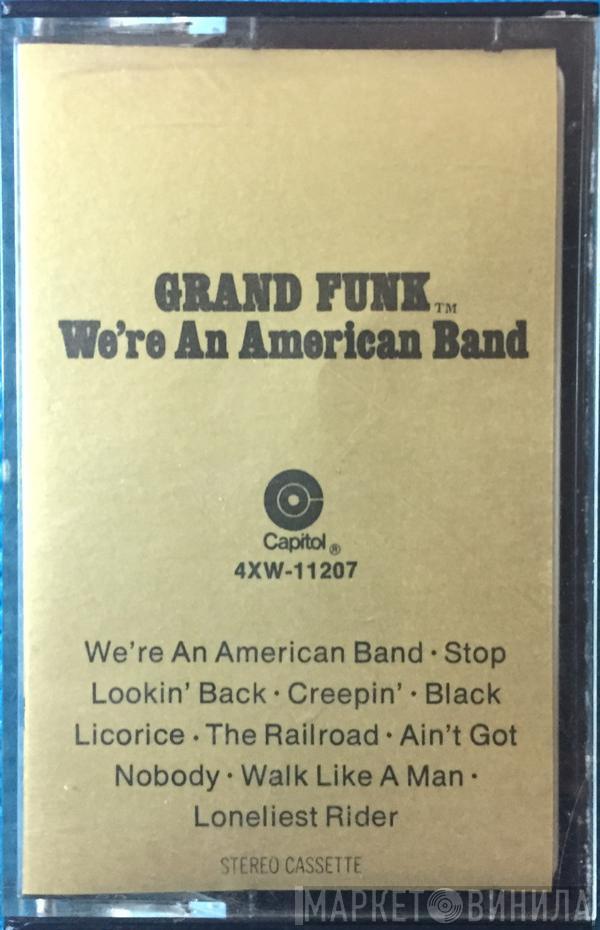 GRAND FUNK™
We're An American Band
Capitol®
4XW-11207
We're An American Band · Stop
Lookin' Back · Creepin' · Black
Licorice · The Railroad · Ain't Got
Nobody · Walk Like A Man ·
Loneliest Rider
STEREO CASSETTE
МАРКЕТ ВИНИЛА